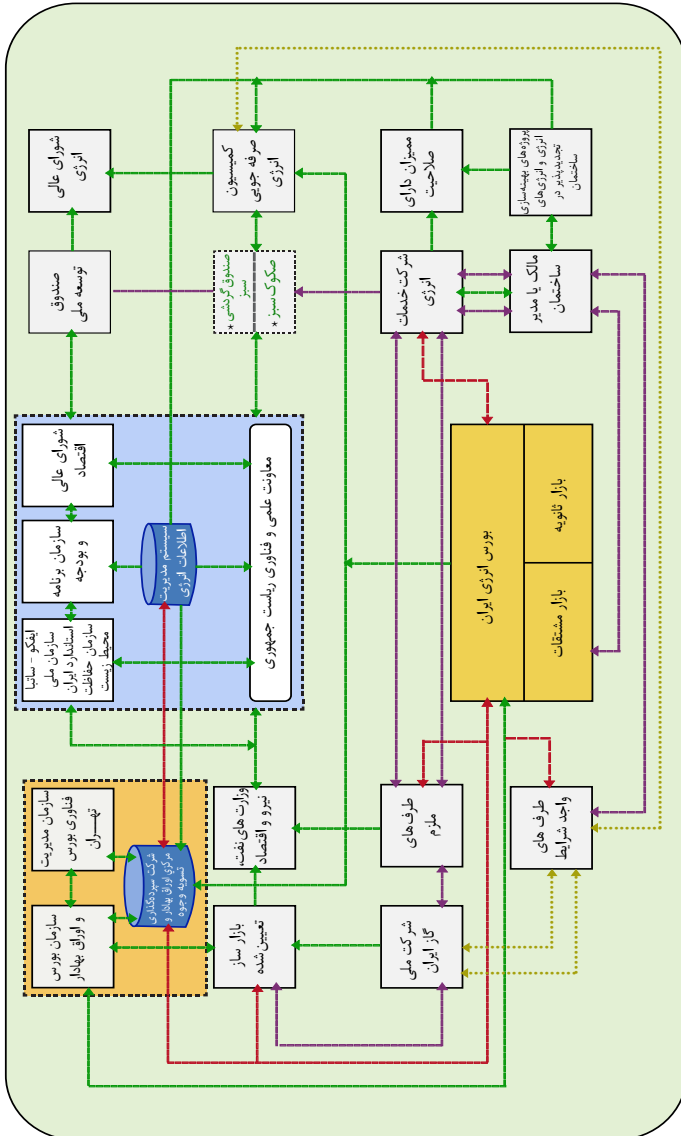 شورای عالی
انرژی
صندوق
توسعه ملی
شورای عالی
اقتصاد
سازمان برنامه
و بودجه
ایفکو - ساتبا
سازمان ملی
استاندارد ایران
سازمان حفاظت
محیط زیست
سازمان مدیریت
فناوری بورس
تهــران
سازمان بورس
و اوراق بهادار
کمیسیون
صرفه جویی
انرژی
صندوق گردشی
سبز *
صکوک سبز *
سیستم مدیریت
اطلاعات انرژی
معاونت علمی و فناوری ریاست جمهوری
شرکت سپرده‌گذاری
مرکزی اوراق بهادار و
تسویه وجوه
وزارت های نفت،
نیرو و اقتصاد
بازار ساز
تعیین شده
ممیزان دارای
صلاحیت
شرکت خدمات
انرژی
بورس انرژی ایران
بازار ثانویه
بازار مشتقات
طرف‌های
ملزم
شرکت ملی
گاز ایران
پروژه‌های بهینه‌سازی
انرژی و انرژی‌های
تجدیدپذیر در
ساختمان
مالک یا مدیر
ساختمان
طرف های
واجد شرایط